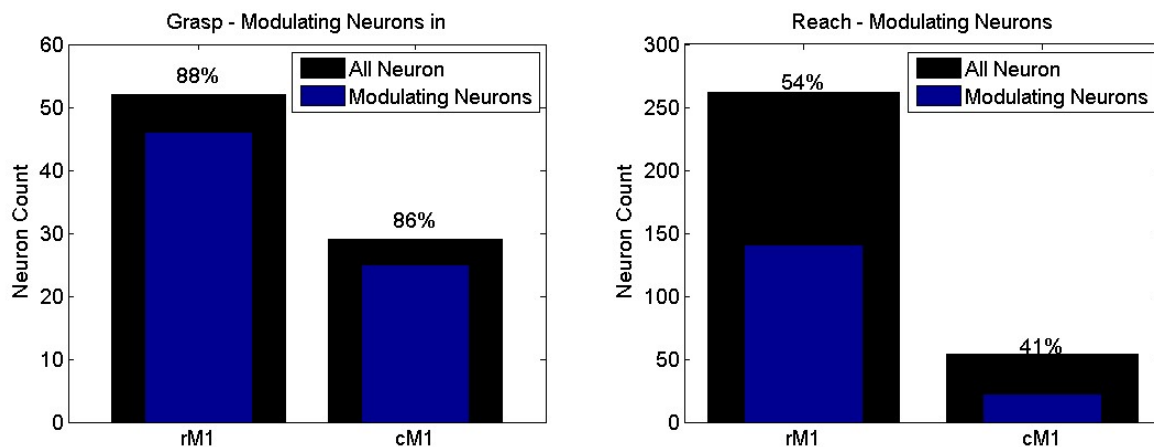 Grasp - Modulating Neurons in
60
50
40
30
20
10
0
Neuron Count
88%
86%
All Neuron
Modulating Neurons
rM1
cM1
Reach - Modulating Neurons
300
250
200
150
100
50
0
Neuron Count
54%
41%
All Neuron
Modulating Neurons
rM1
cM1